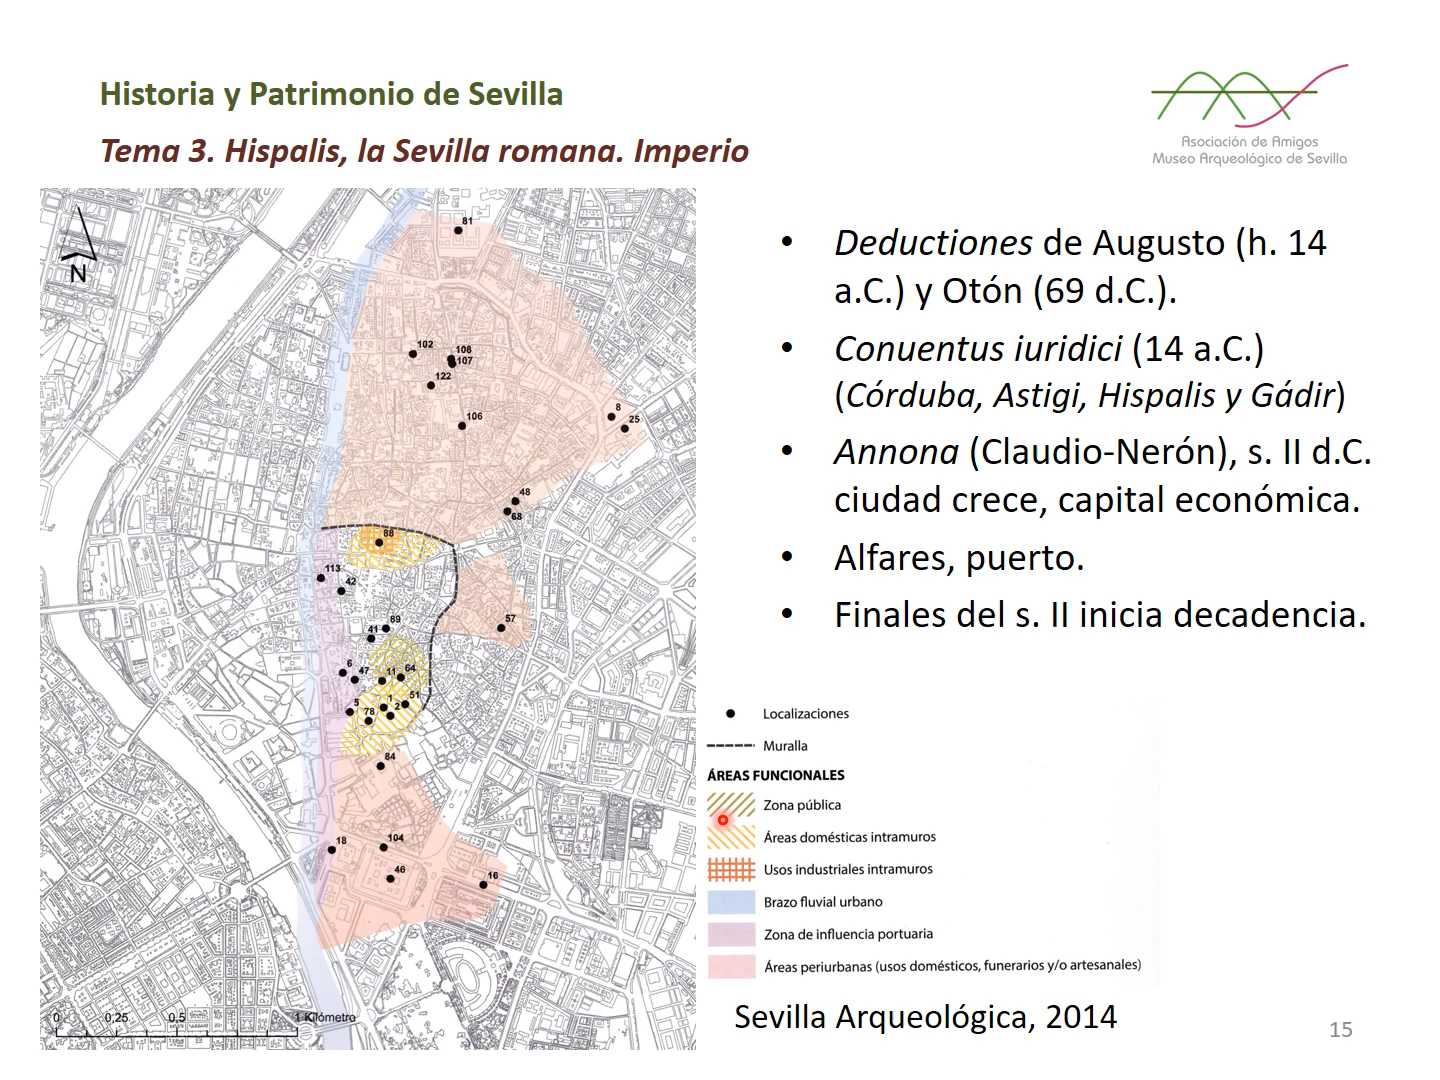 Historia y Patrimonio de Sevilla
Tema 3. Hispalis, la Sevilla romana. Imperio
Asociación de Amigos
Museo Arqueológico de Sevilla
• Deductiones de Augusto (h. 14
a.C.) y Otón (69 d.C.).
• Conuentus iuridici (14 a.C.)
(Córduba, Astigi, Hispalis y Gádir)
• Annona (Claudio-Nerón), s. II d.C.
ciudad crece, capital económica.
• Alfares, puerto.
• Finales del s. II inicia decadencia.
N
81
102
108
107
122
106
8
25
48
68
88
113
42
89
41
57
6
47
11
64
5
78
1
2
51
84
18
104
46
16
0 0,25 0,5 1 Kilómetro
Localizaciones
Muralla
ÁREAS FUNCIONALES
Zona pública
Áreas domésticas intramuros
Usos industriales intramuros
Brazo fluvial urbano
Zona de influencia portuaria
Áreas periurbanas (usos domésticos, funerarios y/o artesanales)
Sevilla Arqueológica, 2014
15